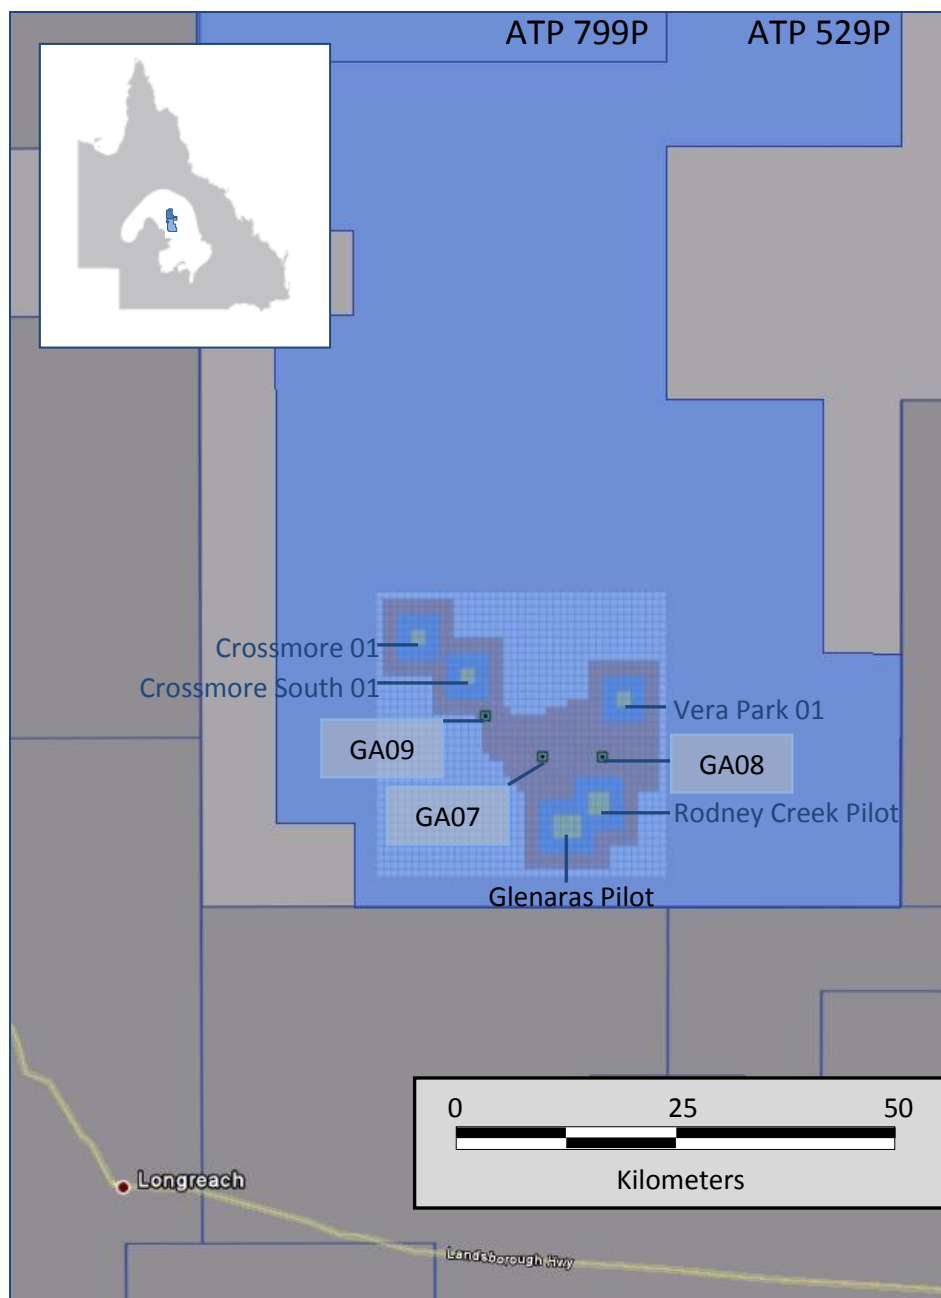 ATP 799P
ATP 529P
Crossmore 01
Crossmore South 01
Vera Park 01
GA09
GA08
GA07
Rodney Creek Pilot
Glenaras Pilot
0 25 50
Kilometers
Longreach
Landsborough Hwy